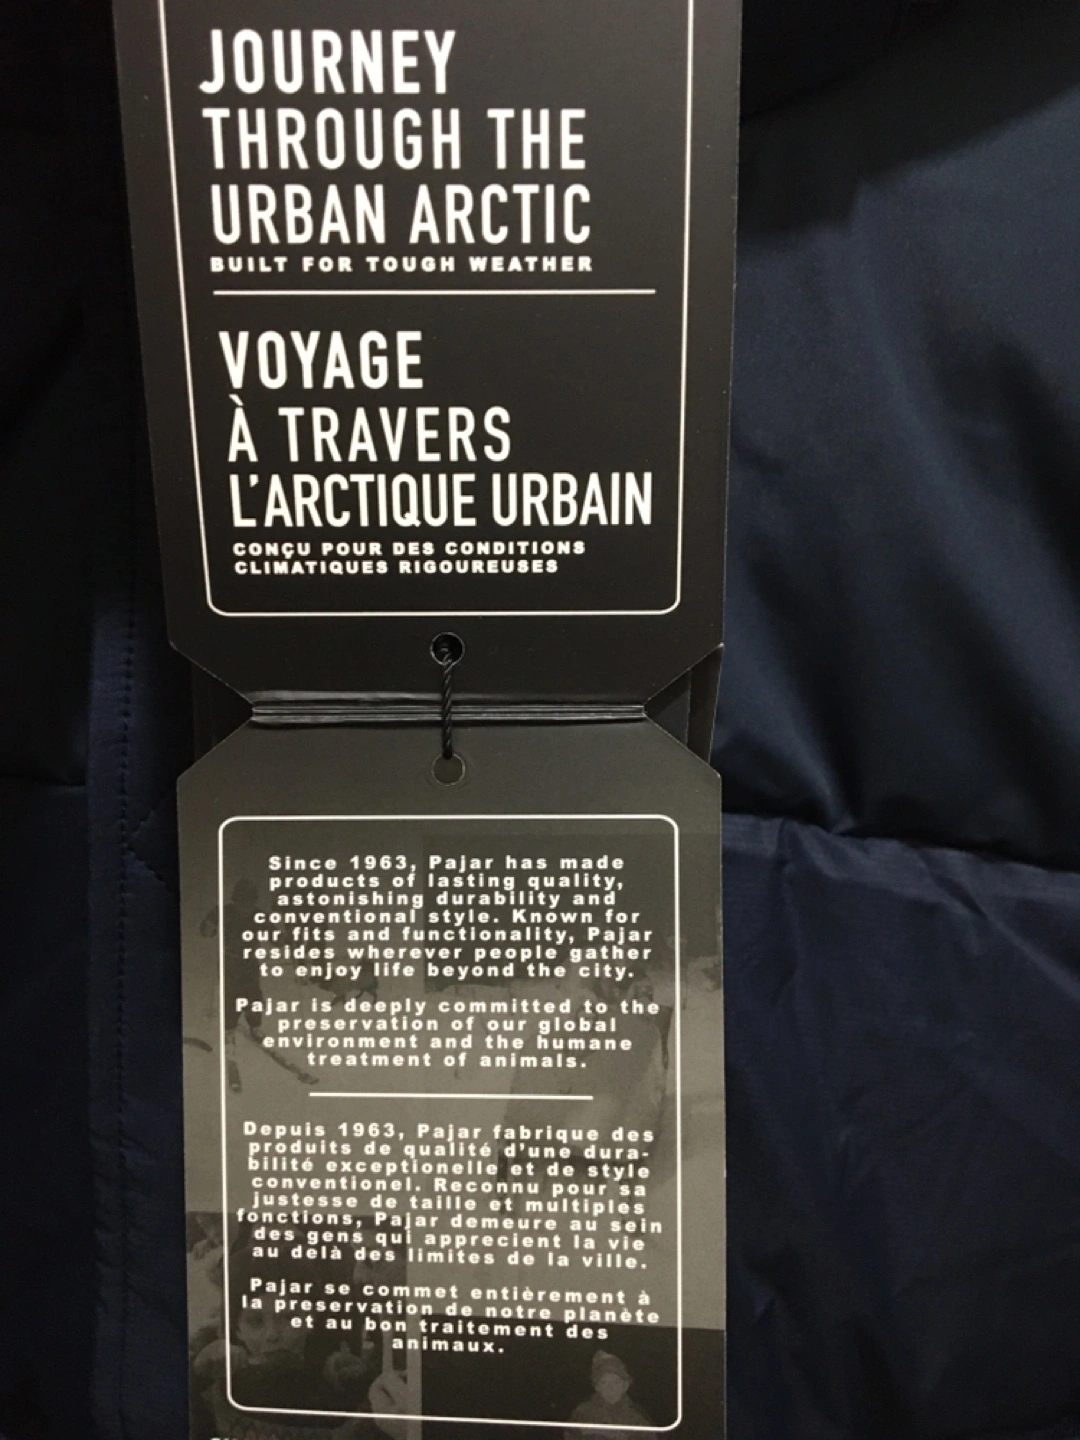 JOURNEY
THROUGH THE
URBAN ARCTIC
BUILT FOR TOUGH WEATHER
VOYAGE
À TRAVERS
L'ARCTIQUE URBAIN
CONÇU POUR DES CONDITIONS
CLIMATIQUES RIGOUREUSES
Since 1963, Pajar has made
products of lasting quality,
astonishing durability and
conventional style. Known for
our fits and functionality, Pajar
resides wherever people gather
to enjoy life beyond the city.
Pajar is deeply committed to the
preservation of our global
environment and the humane
treatment of animals.
Depuis 1963, Pajar fabrique des
produits de qualité d'une dura-
bilité exceptionelle et de style
conventionel. Reconnu pour sa
justesse de taille et multiples
fonctions, Pajar demeure au sein
des gens qui apprecient la vie
au delà des limites de la ville.
Pajar se commet entièrement à
la preservation de notre planète
et au bon traitement des
animaux.